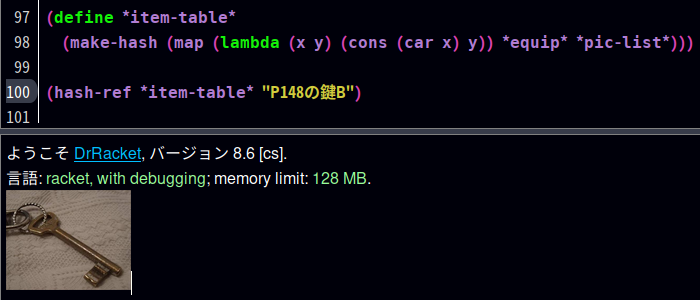 97 (define *item-table*
98 (make-hash (map (lambda (x y) (cons (car x) y)) *equip* *pic-list*)))
99
100 (hash-ref *item-table* "P148の鍵B")
101
ようこそ DrRacket, バージョン 8.6 [cs].
言語: racket, with debugging; memory limit: 128 MB.